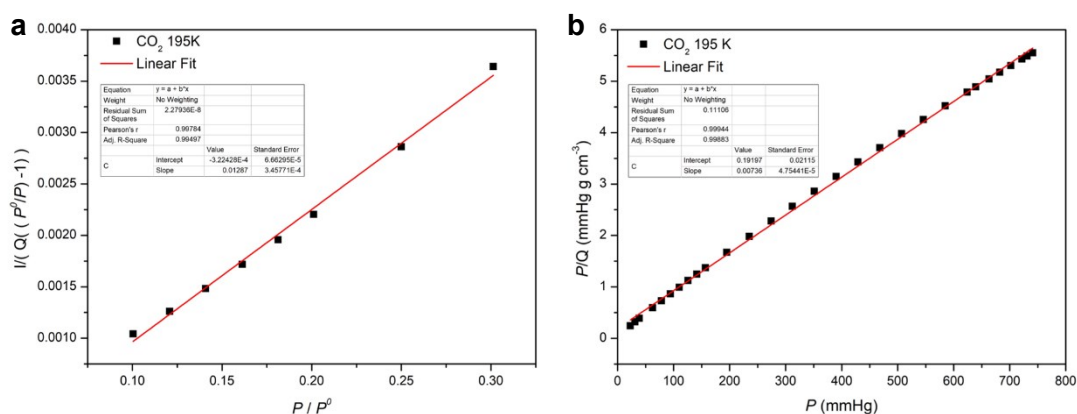 a
0.0040
0.0035
0.0030
0.0025
0.0020
0.0015
0.0010
I/( Q( ( P⁰/P) -1) )
CO₂ 195K
Linear Fit
Equation y = a + b*x
Weight No Weighting
Residual Sum of Squares 2.27936E-8
Pearson's r 0.99784
Adj. R-Square 0.99497
Value Standard Error
C Intercept -3.22428E-4 6.66295E-5
Slope 0.01287 3.45771E-4
0.10 0.15 0.20 0.25 0.30
P / P⁰
b
6
5
4
3
2
1
0
P/Q (mmHg g cm⁻³)
CO₂ 195 K
Linear Fit
Equation y = a + b*x
Weight No Weighting
Residual Sum of Squares 0.11106
Pearson's r 0.99944
Adj. R-Square 0.99883
Value Standard Error
C Intercept 0.19197 0.02115
Slope 0.00736 4.75441E-5
0 100 200 300 400 500 600 700 800
P (mmHg)